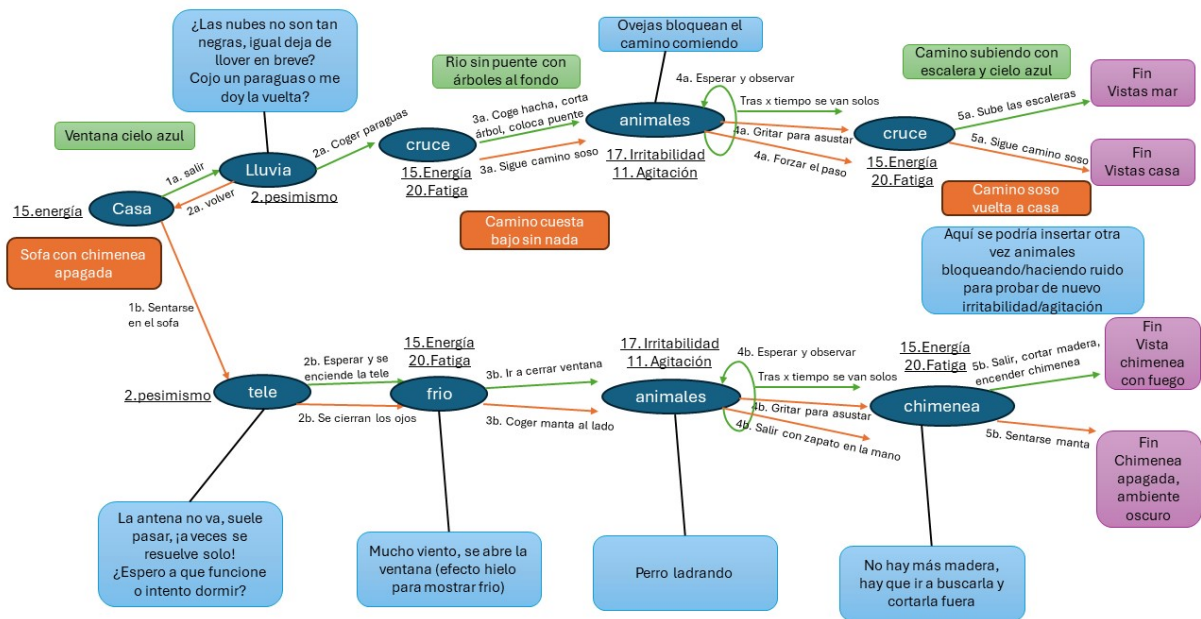 ¿Las nubes no son tan
negras, igual deja de
llover en breve?
Cojo un paraguas o me
doy la vuelta?
Ovejas bloquean el
camino comiendo
Rio sin puente con
árboles al fondo
Camino subiendo con
escalera y cielo azul
Fin
Vistas mar
Ventana cielo azul
1a. salir
Lluvia
2a. Coger paraguas
2.pesimismo
2a. volver
15.energía
Casa
cruce
15.Energía
20.Fatiga
3a. Coge hacha, corta
árbol, coloca puente
3a. Sigue camino soso
4a. Esperar y observar
animales
17. Irritabilidad
11. Agitación
Tras x tiempo se van solos
4a. Gritar para asustar
4a. Forzar el paso
cruce
15.Energía
20.Fatiga
5a. Sube las escaleras
5a. Sigue camino soso
Fin
Vistas casa
Sofa con chimenea
apagada
Camino cuesta
bajo sin nada
Camino soso
vuelta a casa
Aquí se podría insertar otra
vez animales
bloqueando/haciendo ruido
para probar de nuevo
irritabilidad/agitación
1b. Sentarse
en el sofa
2.pesimismo
tele
2b. Esperar y se
enciende la tele
2b. Se cierran los ojos
15.Energía
20.Fatiga
frio
3b. Ir a cerrar ventana
3b. Coger manta al lado
17. Irritabilidad
11. Agitación
animales
4b. Esperar y observar
Tras x tiempo se van solos
4b. Gritar para asustar
4b. Salir con zapato en la
mano
15.Energía
20.Fatiga
chimenea
5b. Salir, cortar madera,
encender chimenea
5b. Sentarse manta
Fin
Vista
chimenea
con fuego
Fin
Chimenea
apagada,
ambiente
oscuro
La antena no va, suele
pasar, ¡a veces se
resuelve solo!
¿Espero a que funcione
o intento dormir?
Mucho viento, se abre la
ventana (efecto hielo
para mostrar frio)
Perro ladrando
No hay más madera,
hay que ir a buscarla y
cortarla fuera